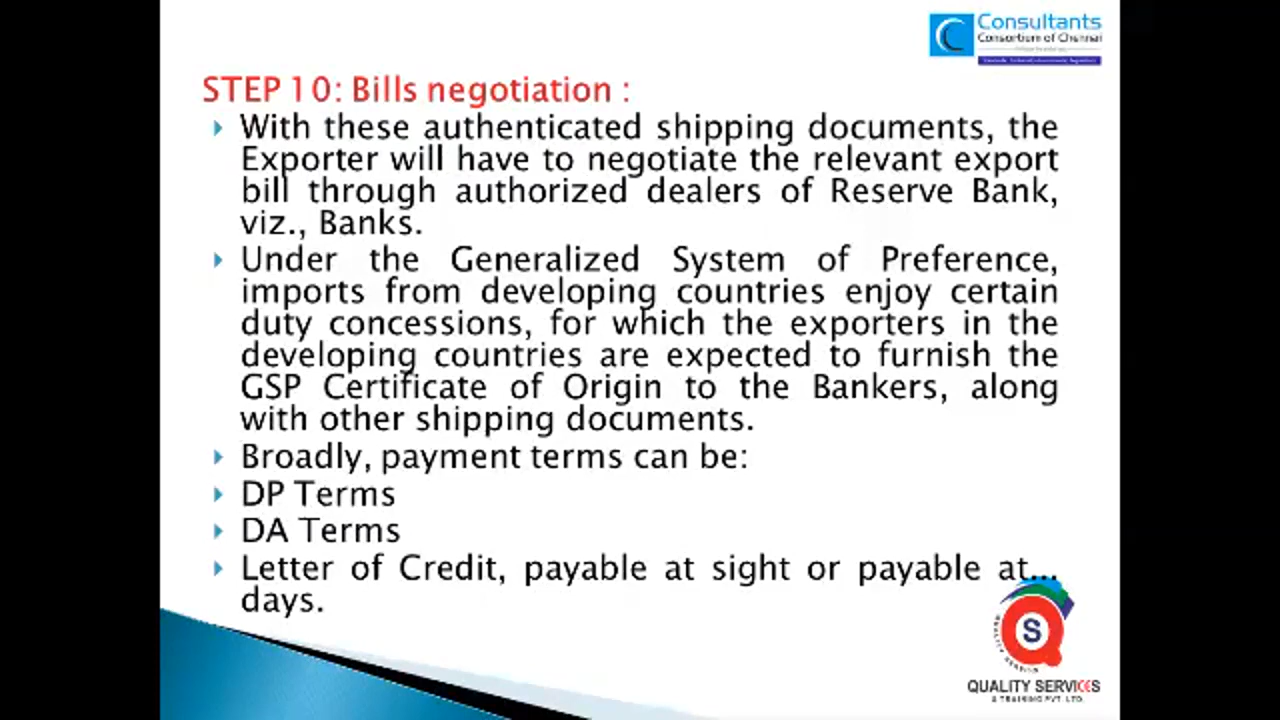 Consultants
Consortium of Chennai
STEP 10: Bills negotiation :
With these authenticated shipping documents, the
Exporter will have to negotiate the relevant export
bill through authorized dealers of Reserve Bank,
viz., Banks.
Under the Generalized System of Preference,
imports from developing countries enjoy certain
duty concessions, for which the exporters in the
developing countries are expected to furnish the
GSP Certificate of Origin to the Bankers, along
with other shipping documents.
Broadly, payment terms can be:
DP Terms
DA Terms
Letter of Credit, payable at sight or payable at...
days.
S
QUALITY SERVICES
& TRAINING PVT. LTD.